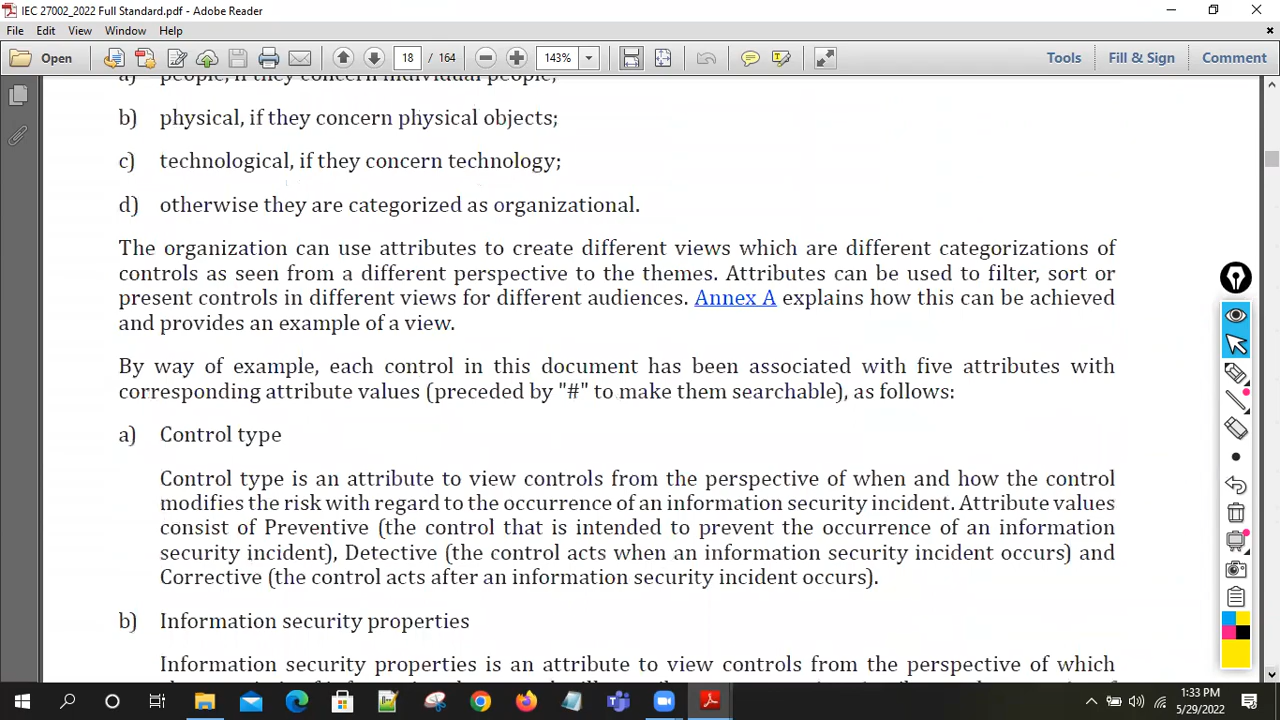 IEC 27002_2022 Full Standard.pdf - Adobe Reader
File Edit View Window Help
Open 18 / 164 143% Tools Fill & Sign Comment
a) people, if they concern individual people;
b) physical, if they concern physical objects;
c) technological, if they concern technology;
d) otherwise they are categorized as organizational.
The organization can use attributes to create different views which are different categorizations of
controls as seen from a different perspective to the themes. Attributes can be used to filter, sort or
present controls in different views for different audiences. Annex A explains how this can be achieved
and provides an example of a view.
By way of example, each control in this document has been associated with five attributes with
corresponding attribute values (preceded by "#" to make them searchable), as follows:
a) Control type
Control type is an attribute to view controls from the perspective of when and how the control
modifies the risk with regard to the occurrence of an information security incident. Attribute values
consist of Preventive (the control that is intended to prevent the occurrence of an information
security incident), Detective (the control acts when an information security incident occurs) and
Corrective (the control acts after an information security incident occurs).
b) Information security properties
Information security properties is an attribute to view controls from the perspective of which
1:33 PM
5/29/2022